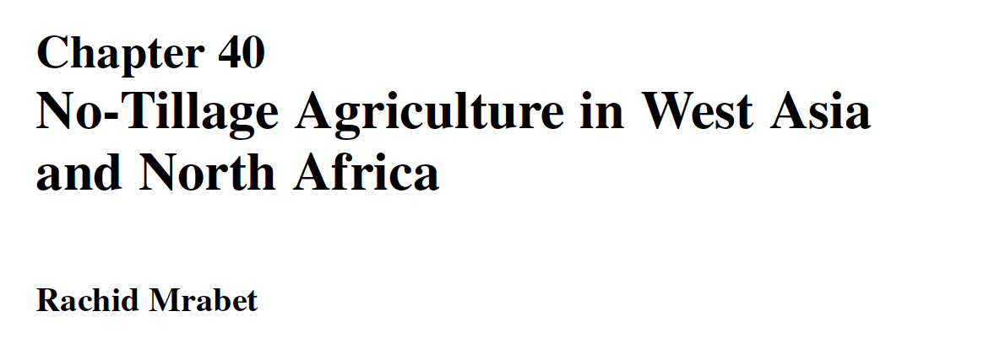 Chapter 40
No-Tillage Agriculture in West Asia
and North Africa
Rachid Mrabet